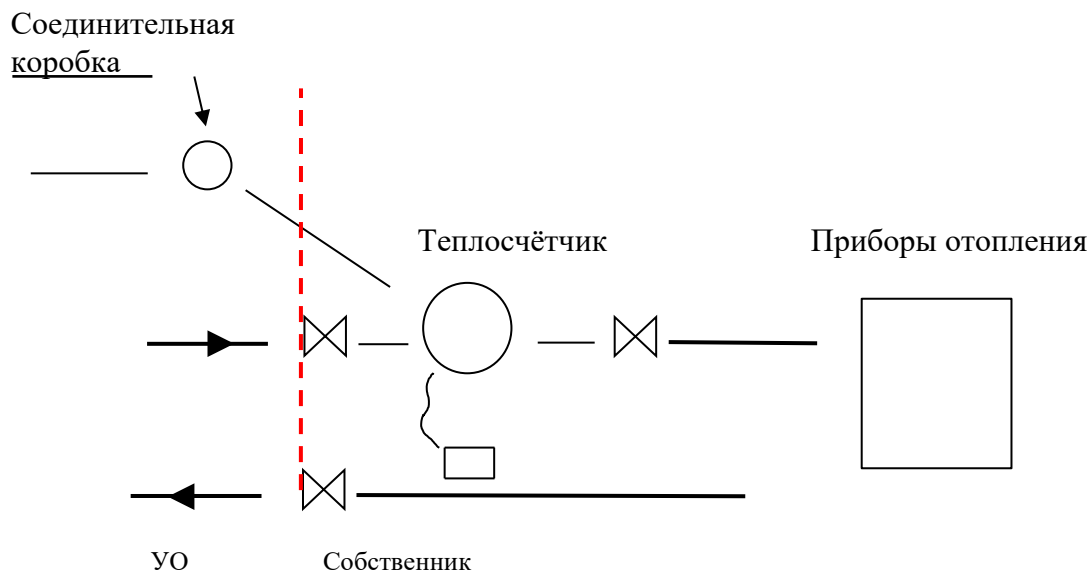 Соединительная
коробка
Теплосчётчик
Приборы отопления
УО
Собственник